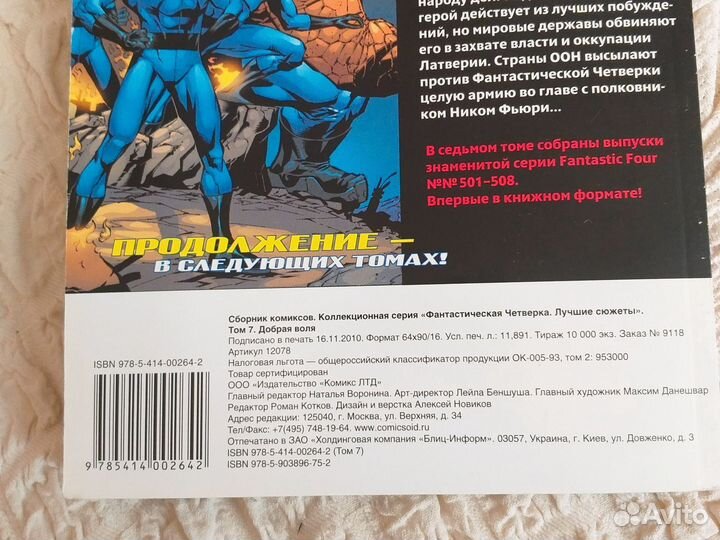 герой действует из лучших побужде-
ний, но мировые державы обвиняют
его в захвате власти и оккупации
Латверии. Страны ООН высылают
против Фантастической Четверки
целую армию во главе с полковни-
ком Ником Фьюри...
В седьмом томе собраны выпуски
знаменитой серии Fantastic Four
№№ 501–508.
Впервые в книжном формате!
ПРОДОЛЖЕНИЕ —
В СЛЕДУЮЩИХ ТОМАХ!
Сборник комиксов. Коллекционная серия «Фантастическая Четверка. Лучшие сюжеты».
Том 7. Добрая воля
Подписано в печать 16.11.2010. Формат 64х90/16. Усл. печ. л.: 11,891. Тираж 10 000 экз. Заказ № 9118
Артикул 12078
Налоговая льгота – общероссийский классификатор продукции ОК-005-93, том 2: 953000
Товар сертифицирован
ООО «Издательство «Комикс ЛТД»
Главный редактор Наталья Воронина. Арт-директор Лейла Беншуша. Главный художник Максим Данешвар
Редактор Роман Котков. Дизайн и верстка Алексей Новиков
Адрес редакции: 125040, г. Москва, ул. Верхняя, д. 34
Тел/Факс: +7(495) 748-19-64. www.comicsoid.ru
Отпечатано в ЗАО «Холдинговая компания «Блиц-Информ». 03057, Украина, г. Киев, ул. Довженко, д. 3
ISBN 978-5-414-00264-2 (Том 7)
ISBN 978-5-903896-75-2
ISBN 978-5-414-00264-2
9 785414 002642
Avito